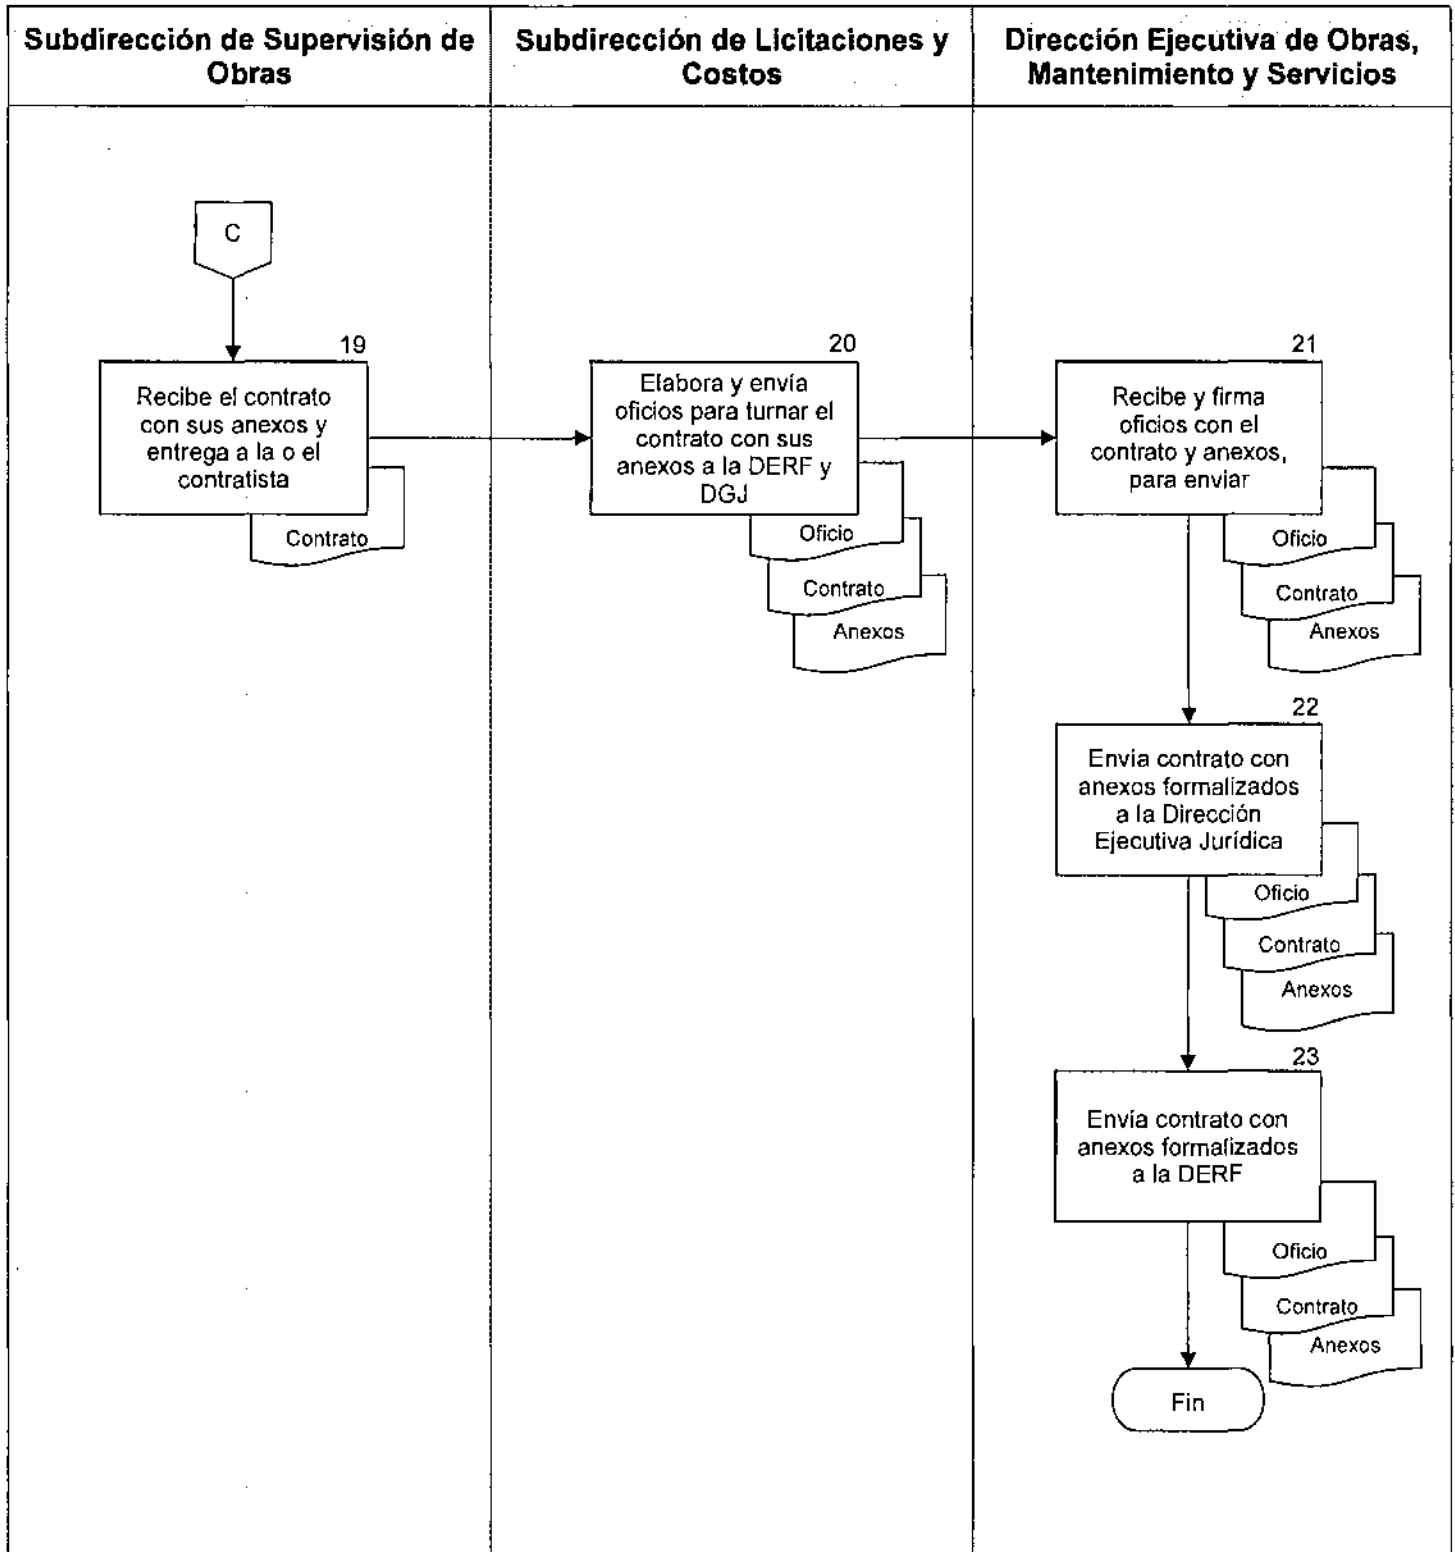 Subdirección de Supervisión de
Obras
Subdirección de Licitaciones y
Costos
Dirección Ejecutiva de Obras,
Mantenimiento y Servicios
C
19
Recibe el contrato
con sus anexos y
entrega a la o el
contratista
Contrato
20
Elabora y envía
oficios para turnar el
contrato con sus
anexos a la DERF y
DGJ
Oficio
Contrato
Anexos
21
Recibe y firma
oficios con el
contrato y anexos,
para enviar
Oficio
Contrato
Anexos
22
Envía contrato con
anexos formalizados
a la Dirección
Ejecutiva Jurídica
Oficio
Contrato
Anexos
23
Envía contrato con
anexos formalizados
a la DERF
Oficio
Contrato
Anexos
Fin